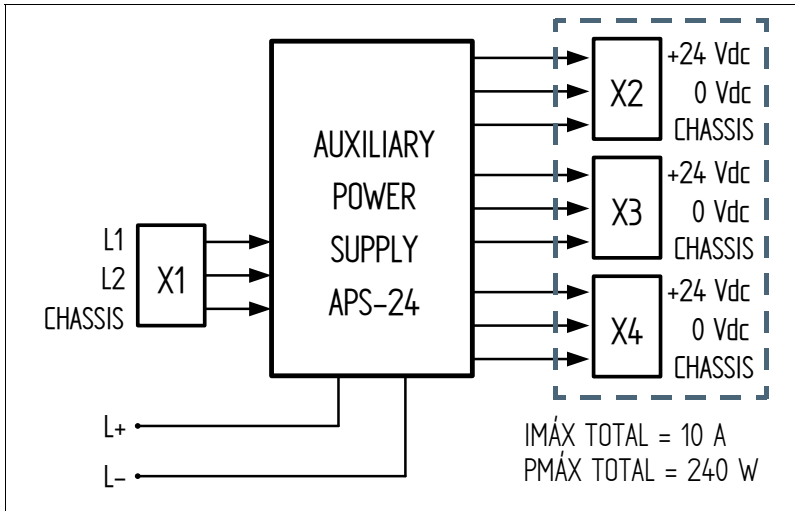 AUXILIARY
POWER
SUPPLY
APS-24
L1
L2
CHASSIS
X1
L+
L-
X2
+24 Vdc
0 Vdc
CHASSIS
X3
+24 Vdc
0 Vdc
CHASSIS
X4
+24 Vdc
0 Vdc
CHASSIS
IMÁX TOTAL = 10 A
PMÁX TOTAL = 240 W